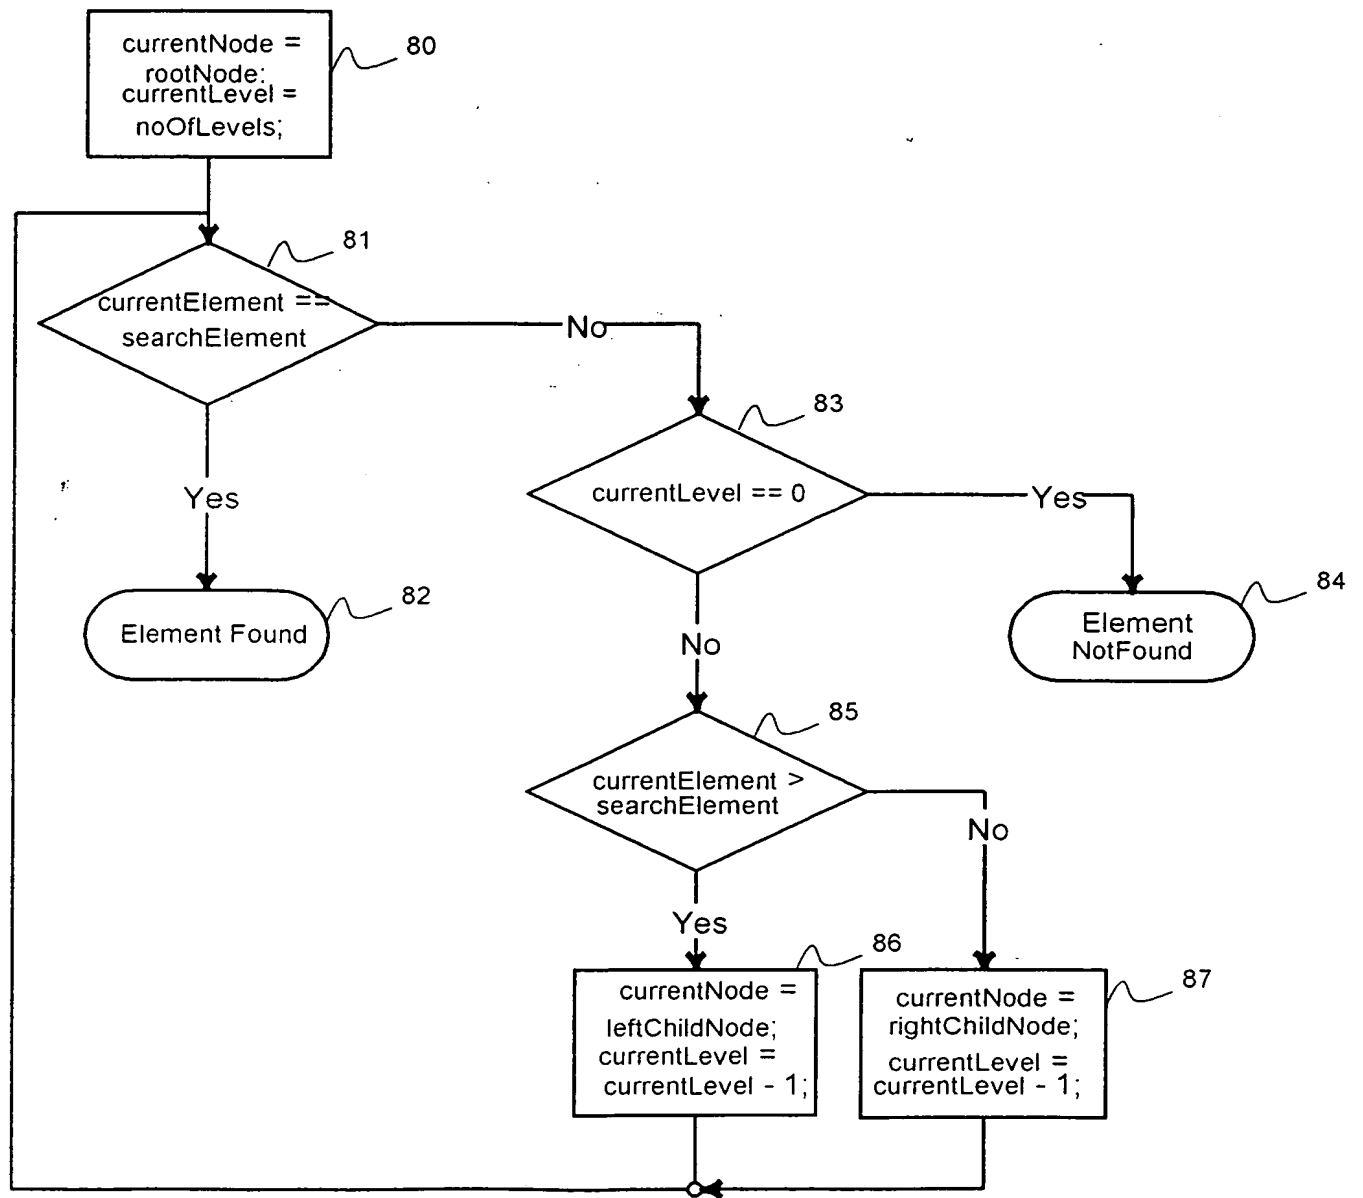 currentNode =
rootNode:
currentLevel =
noOfLevels;
80
81
currentElement ==
searchElement
No
Yes
83
currentLevel == 0
Yes
Element Found
82
No
Element
NotFound
84
85
currentElement >
searchElement
No
Yes
86
currentNode =
leftChildNode;
currentLevel =
currentLevel - 1;
87
currentNode =
rightChildNode;
currentLevel =
currentLevel - 1;